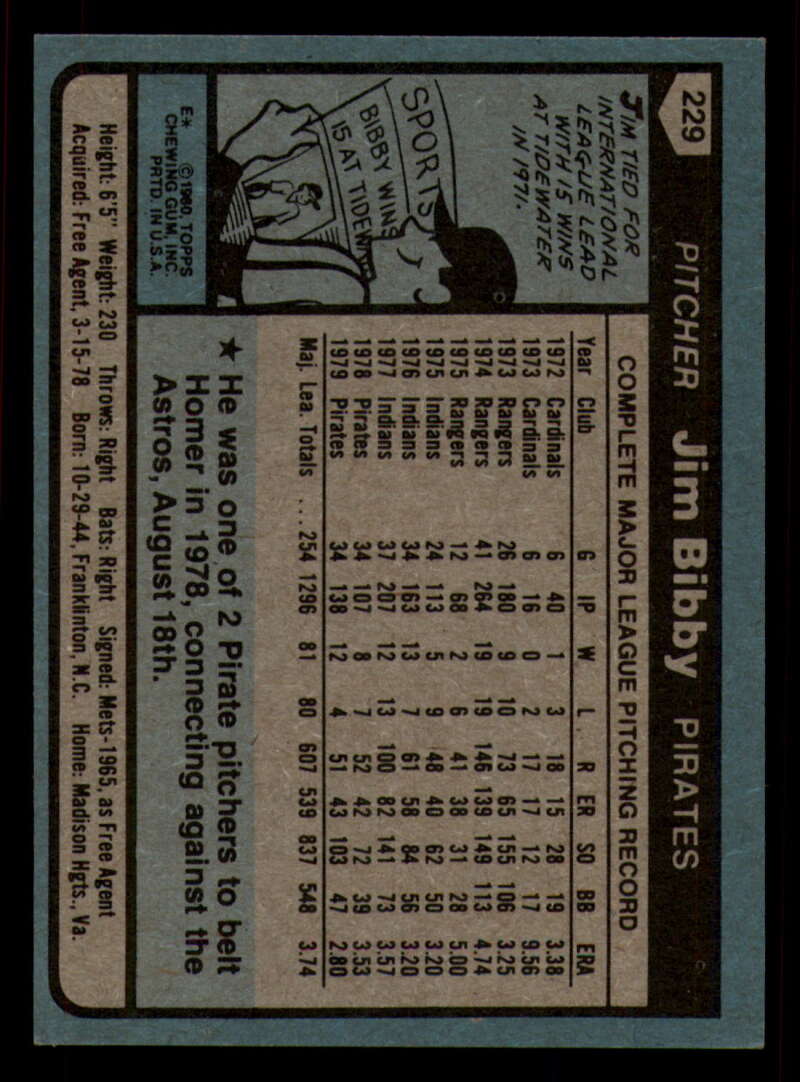 229
PITCHER Jim Bibby PIRATES
JIM TIED FOR
INTERNATIONAL
LEAGUE LEAD
WITH 15 WINS
AT TIDEWATER
IN 1971.
SPORTS
BIBBY WINS
15 AT TIDEW
E* ©1980, TOPPS
CHEWING GUM, INC.
PRTD. IN U.S.A.
COMPLETE MAJOR LEAGUE PITCHING RECORD
Year Club G IP W L R ER SO BB ERA
1972 Cardinals 6 40 1 3 18 15 28 19 3.38
1973 Cardinals 6 16 0 2 17 17 12 17 9.56
1973 Rangers 26 180 9 10 73 65 155 106 3.25
1974 Rangers 41 264 19 19 146 139 149 113 4.74
1975 Rangers 12 68 2 6 41 38 31 28 5.00
1975 Indians 24 113 5 9 48 40 62 50 3.20
1976 Indians 34 163 13 7 61 58 84 56 3.20
1977 Indians 37 207 12 13 100 82 141 73 3.57
1978 Pirates 34 107 8 7 52 42 72 39 3.53
1979 Pirates 34 138 12 4 51 43 103 47 2.80
Maj. Lea. Totals ... 254 1296 81 80 607 539 837 548 3.74
★ He was one of 2 Pirate pitchers to belt
Homer in 1978, connecting against the
Astros, August 18th.
Height: 6'5" Weight: 230 Throws: Right Bats: Right Signed: Mets-1965, as Free Agent
Acquired: Free Agent, 3-15-78 Born: 10-29-44, Franklinton, N.C. Home: Madison Hgts., Va.